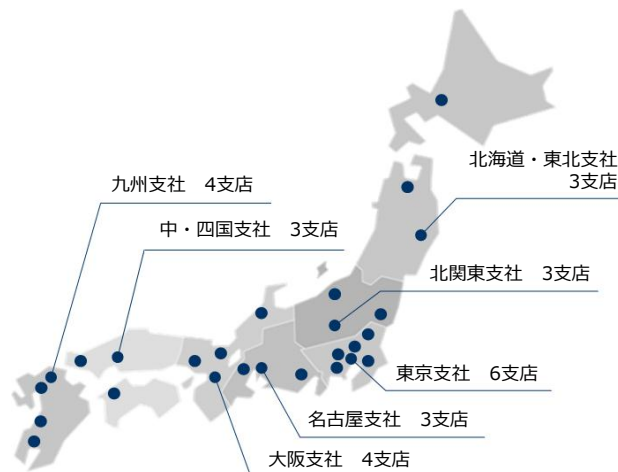 北海道・東北支社
3支店
九州支社　4支店
中・四国支社　3支店
北関東支社　3支店
東京支社　6支店
名古屋支社　3支店
大阪支社　4支店